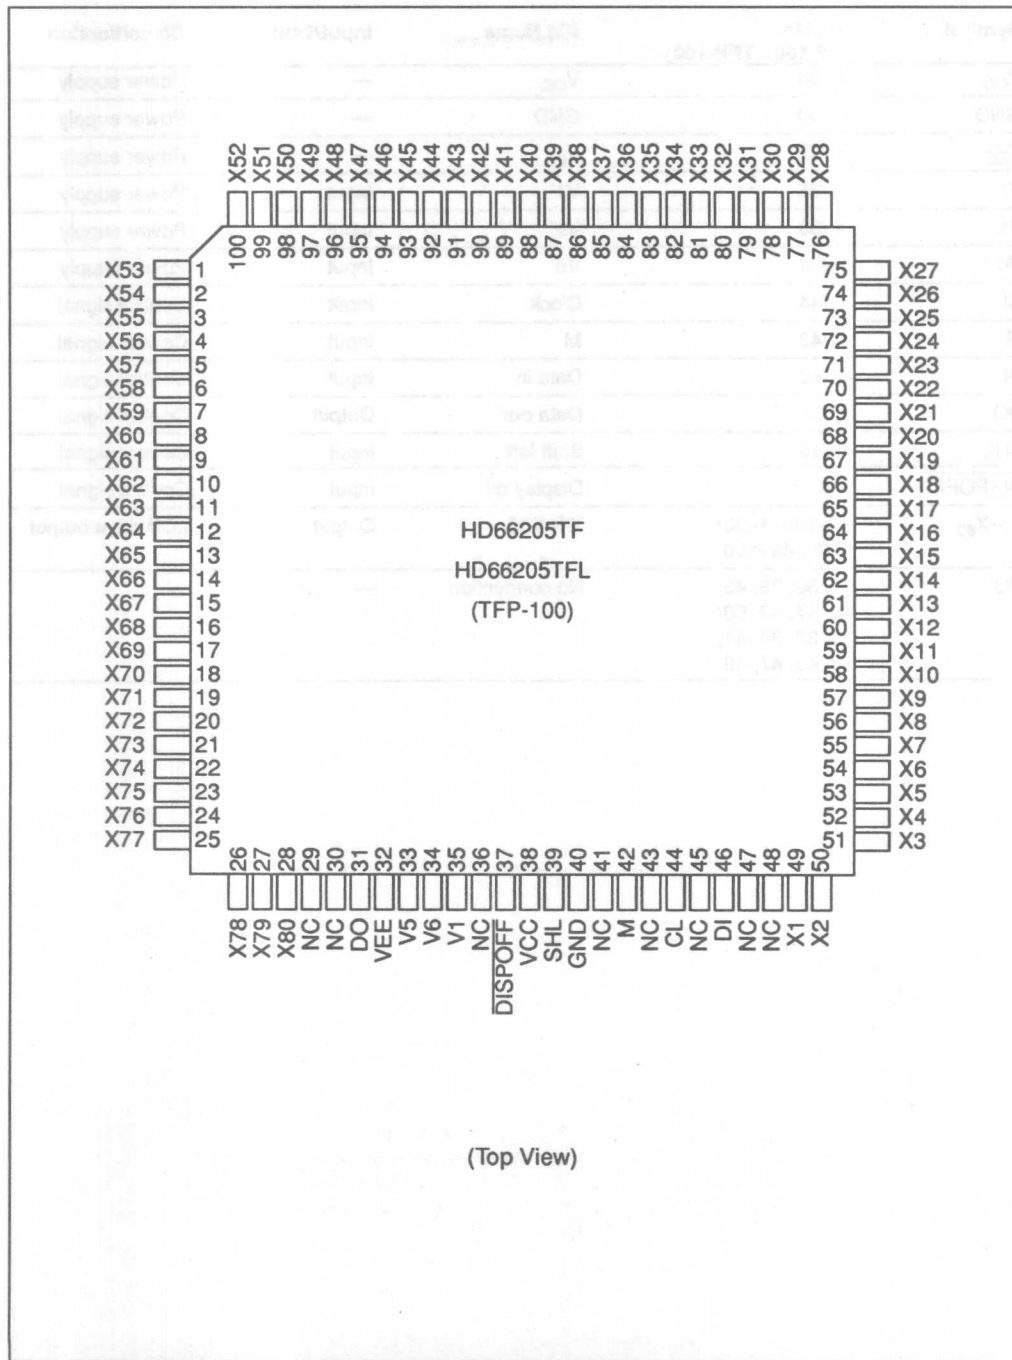 X52 X51 X50 X49 X48 X47 X46 X45 X44 X43 X42 X41 X40 X39 X38 X37 X36 X35 X34 X33 X32 X31 X30 X29 X28
100 99 98 97 96 95 94 93 92 91 90 89 88 87 86 85 84 83 82 81 80 79 78 77 76
X53 1 75 X27
X54 2 74 X26
X55 3 73 X25
X56 4 72 X24
X57 5 71 X23
X58 6 70 X22
X59 7 69 X21
X60 8 68 X20
X61 9 67 X19
X62 10 66 X18
X63 11 65 X17
X64 12 64 X16
X65 13 63 X15
X66 14 62 X14
X67 15 61 X13
X68 16 60 X12
X69 17 59 X11
X70 18 58 X10
X71 19 57 X9
X72 20 56 X8
X73 21 55 X7
X74 22 54 X6
X75 23 53 X5
X76 24 52 X4
X77 25 51 X3
HD66205TF
HD66205TFL
(TFP-100)
26 27 28 29 30 31 32 33 34 35 36 37 38 39 40 41 42 43 44 45 46 47 48 49 50
X78 X79 X80 NC NC DO VEE V5 V6 V1 NC DISPOFF VCC SHL GND NC M NC CL NC DI NC NC X1 X2
(Top View)